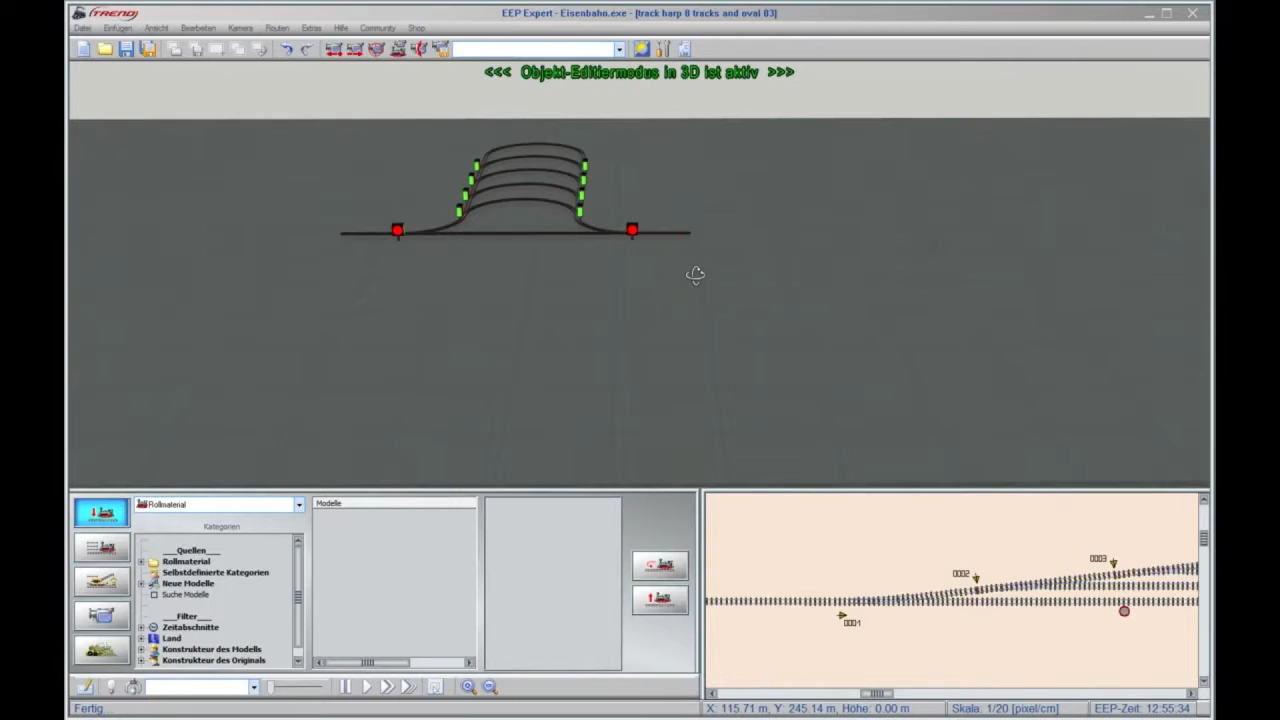 TREND EEP Expert - Eisenbahn.exe - [track harp 8 tracks and oval 03]
Datei Einfügen Ansicht Bearbeiten Kamera Routen Extras Hilfe Community Shop
<<< Objekt-Editiermodus in 3D ist aktiv >>>
Rollmaterial
Kategorien
__Quellen__
Rollmaterial
Selbstdefinierte Kategorien
Neue Modelle
Suche Modelle
__Filter__
Zeitabschnitte
Land
Konstrukteur des Modells
Konstrukteur des Originals
Modelle
0003
0002
0001
Fertig...
X: 115.71 m, Y: 245.14 m, Höhe: 0.00 m
Skala: 1/20 [pixel/cm]
EEP-Zeit: 12:55:34